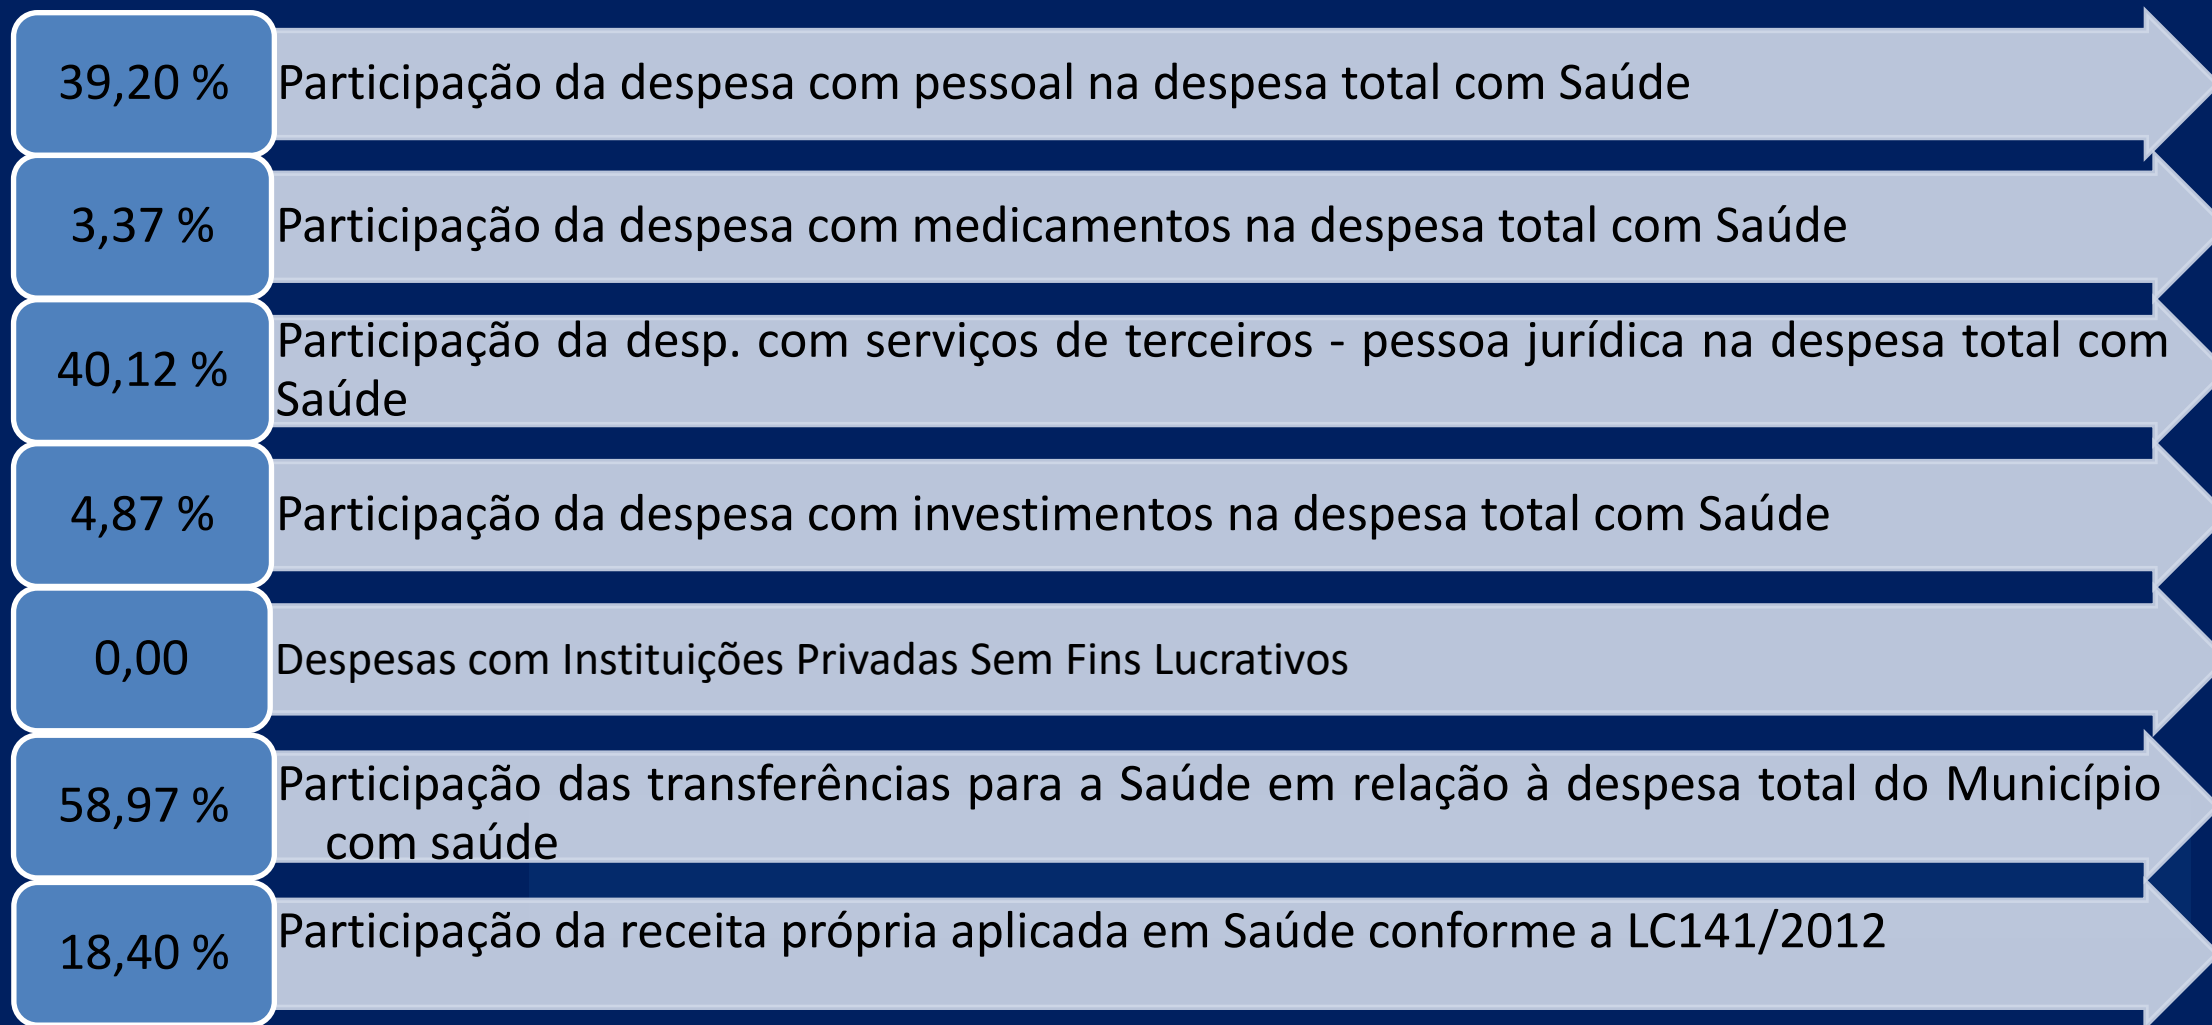 39,20 %
Participação da despesa com pessoal na despesa total com Saúde
3,37 %
Participação da despesa com medicamentos na despesa total com Saúde
40,12 %
Participação da desp. com serviços de terceiros - pessoa jurídica na despesa total com
Saúde
4,87 %
Participação da despesa com investimentos na despesa total com Saúde
0,00
Despesas com Instituições Privadas Sem Fins Lucrativos
58,97 %
Participação das transferências para a Saúde em relação à despesa total do Município
com saúde
18,40 %
Participação da receita própria aplicada em Saúde conforme a LC141/2012